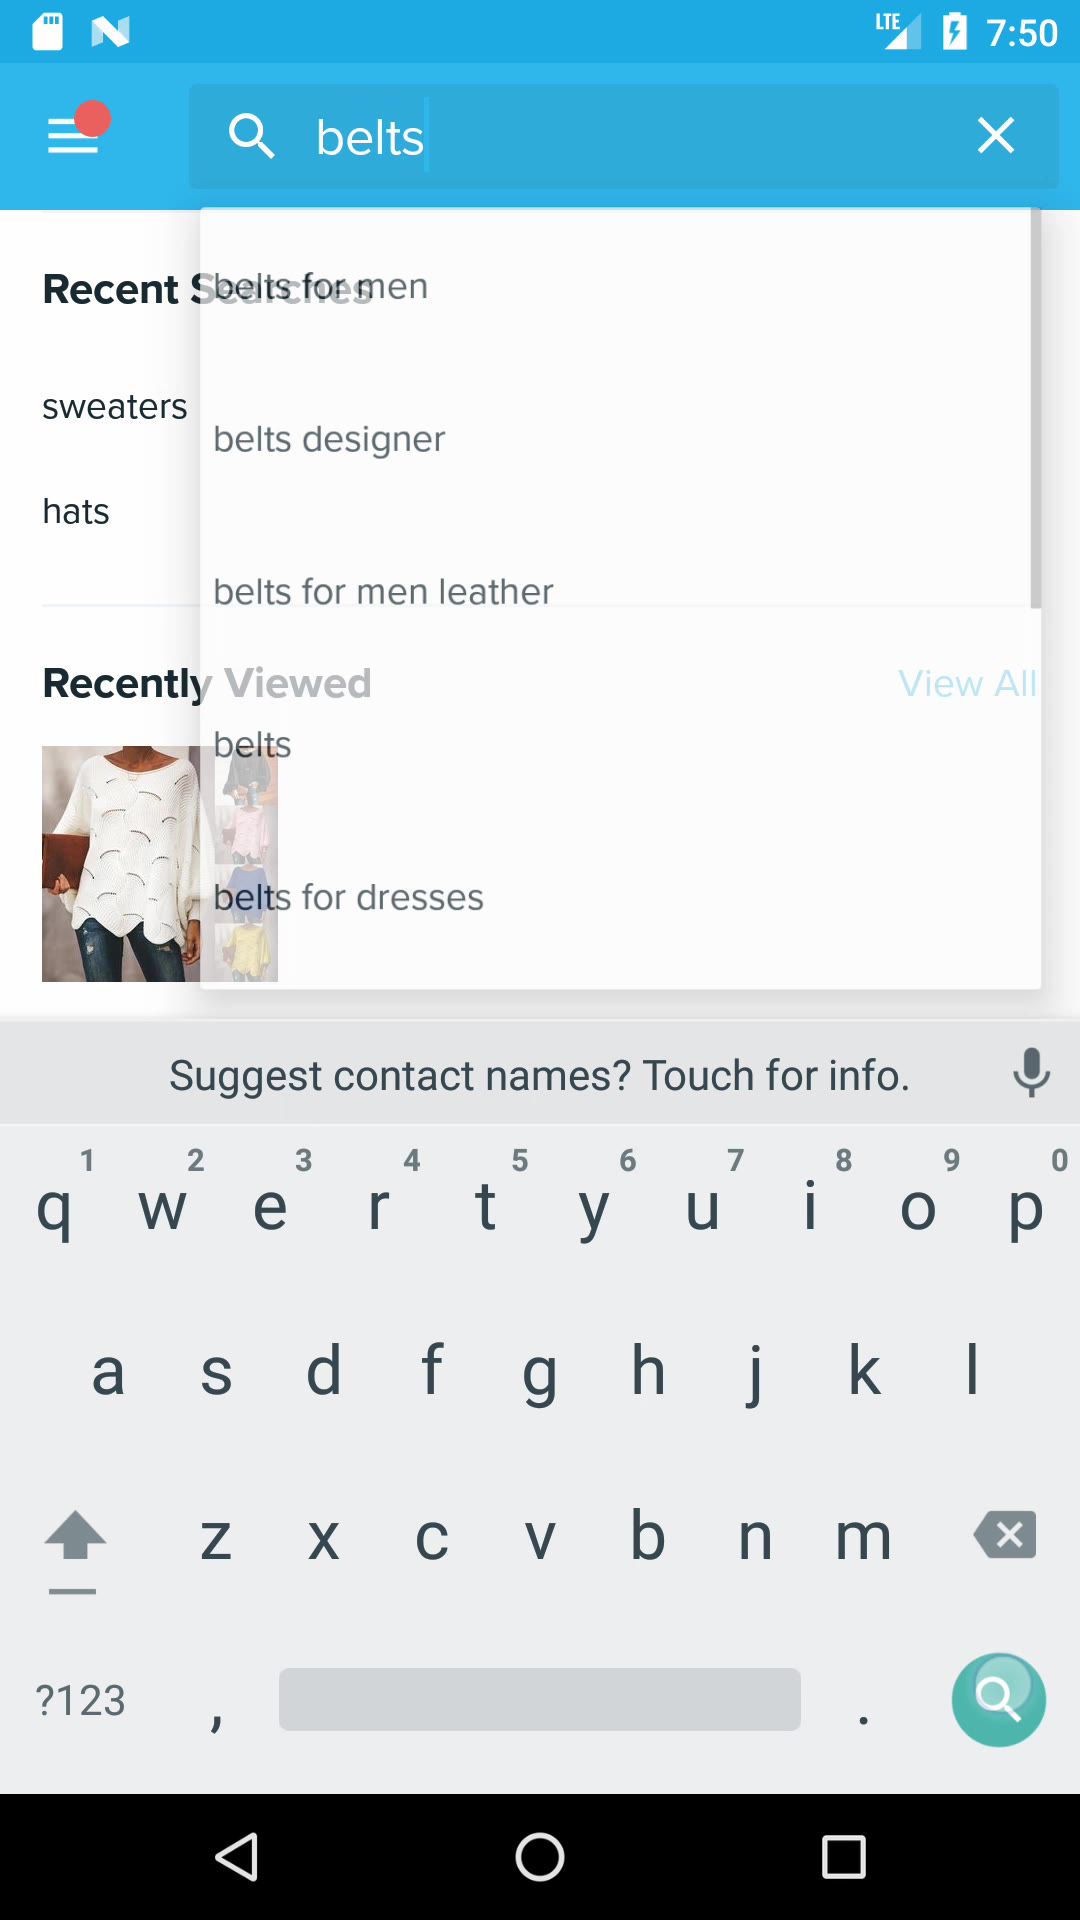 LTE 7:50
belts
Recent Searches
belts for men
sweaters
belts designer
hats
belts for men leather
Recently Viewed View All
belts
belts for dresses
Suggest contact names? Touch for info.
1 2 3 4 5 6 7 8 9 0
q w e r t y u i o p
a s d f g h j k l
z x c v b n m
?123 , .